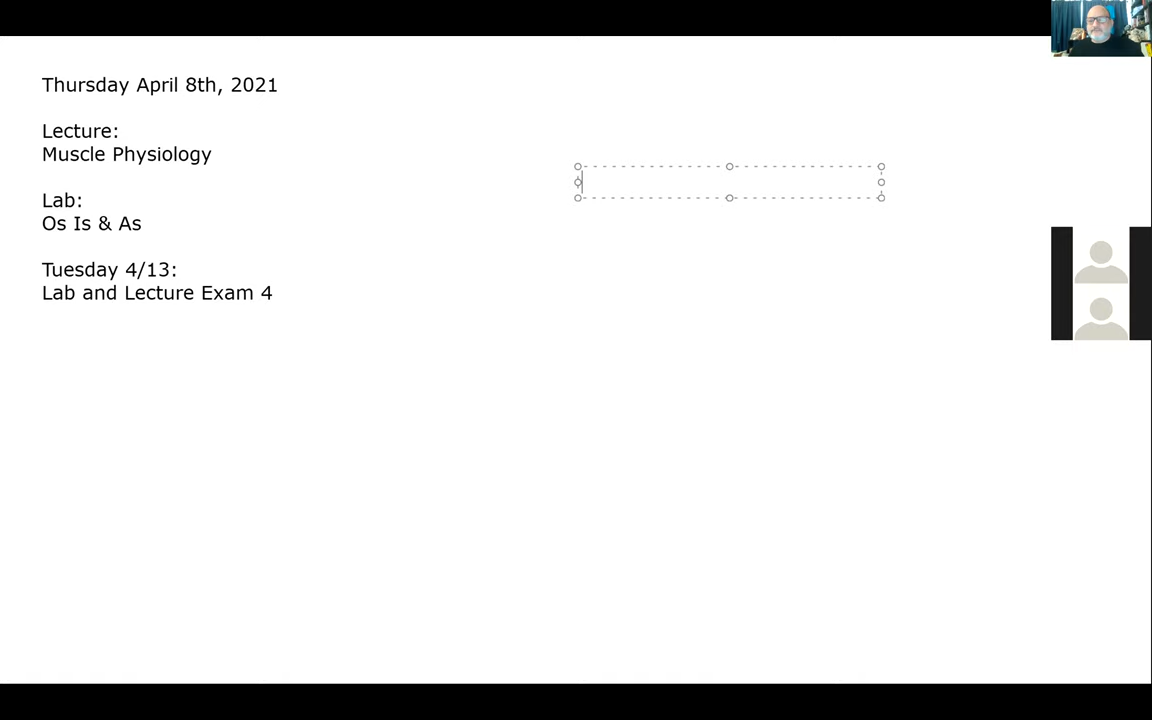 Thursday April 8th, 2021
Lecture:
Muscle Physiology
Lab:
Os Is & As
Tuesday 4/13:
Lab and Lecture Exam 4